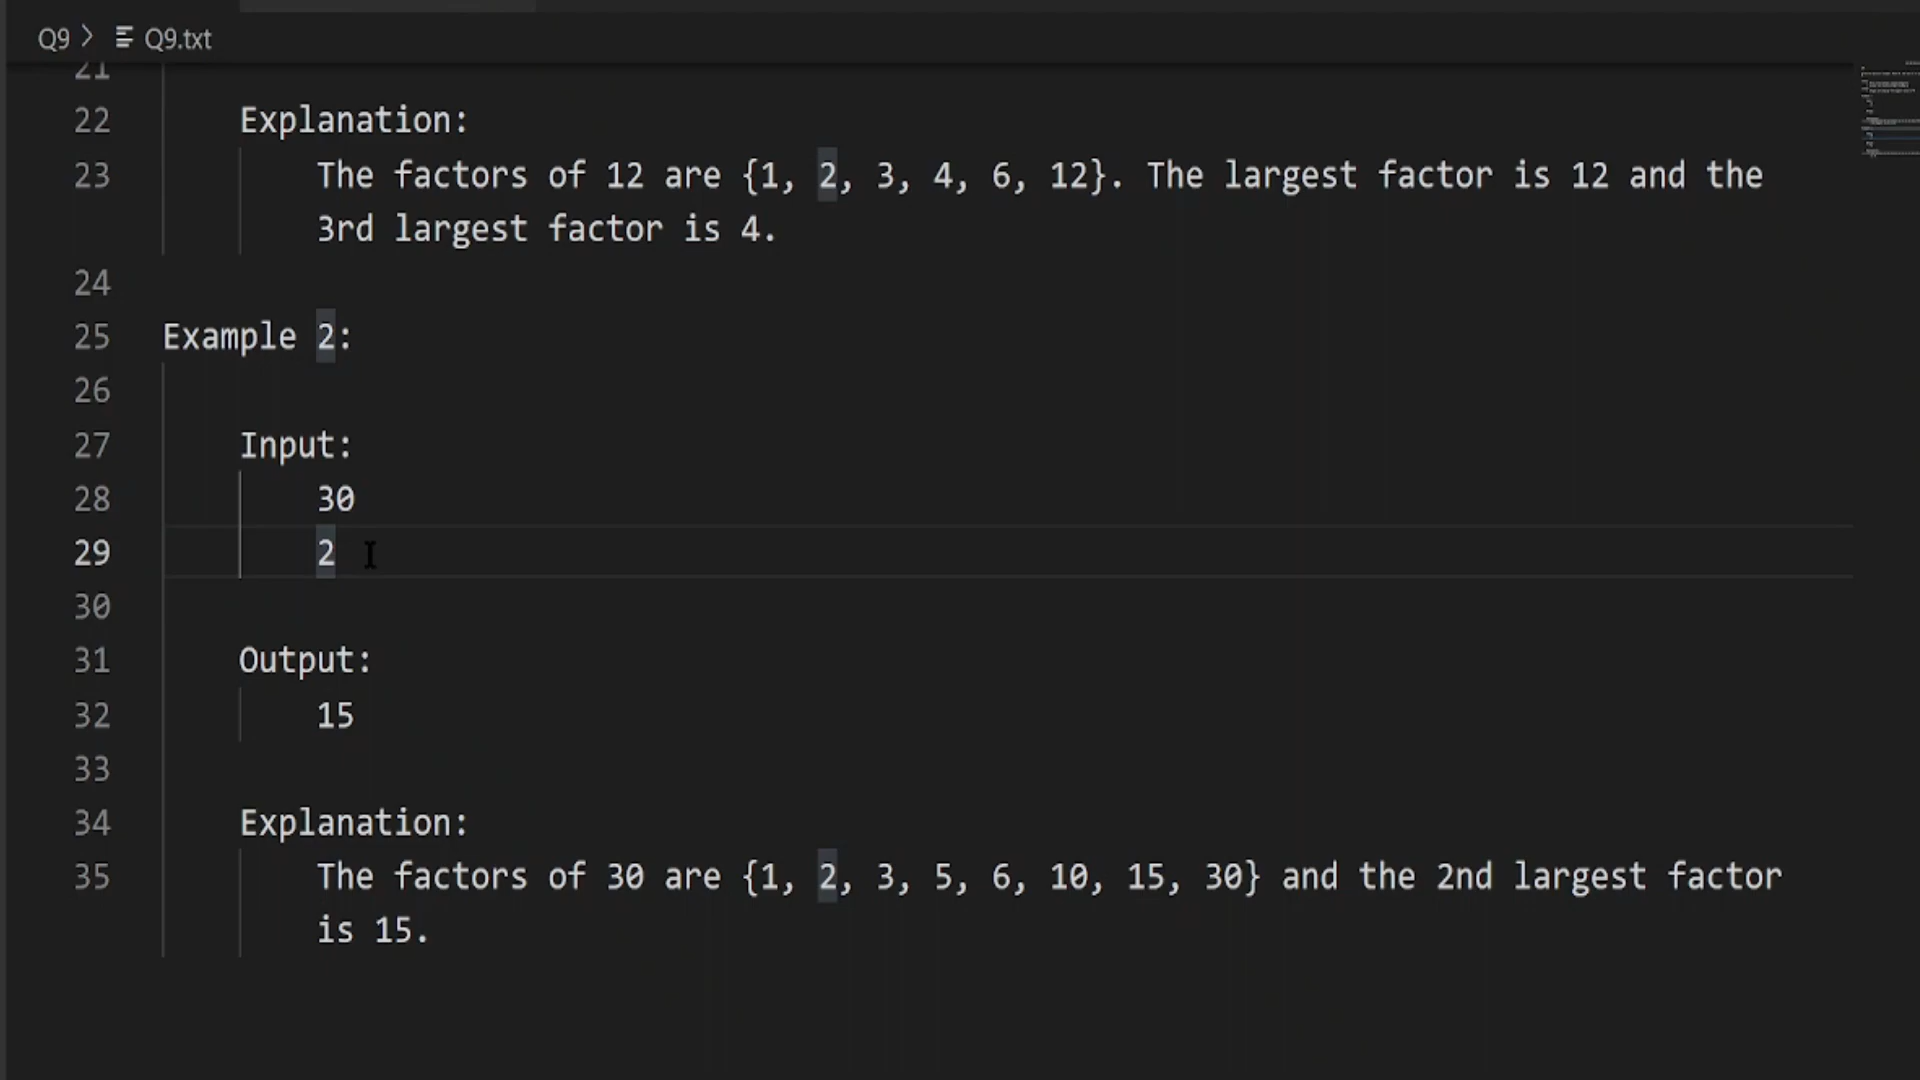 Q9 > Q9.txt
21
22 Explanation:
23 The factors of 12 are {1, 2, 3, 4, 6, 12}. The largest factor is 12 and the
3rd largest factor is 4.
24
25 Example 2:
26
27 Input:
28 30
29 2
30
31 Output:
32 15
33
34 Explanation:
35 The factors of 30 are {1, 2, 3, 5, 6, 10, 15, 30} and the 2nd largest factor
is 15.